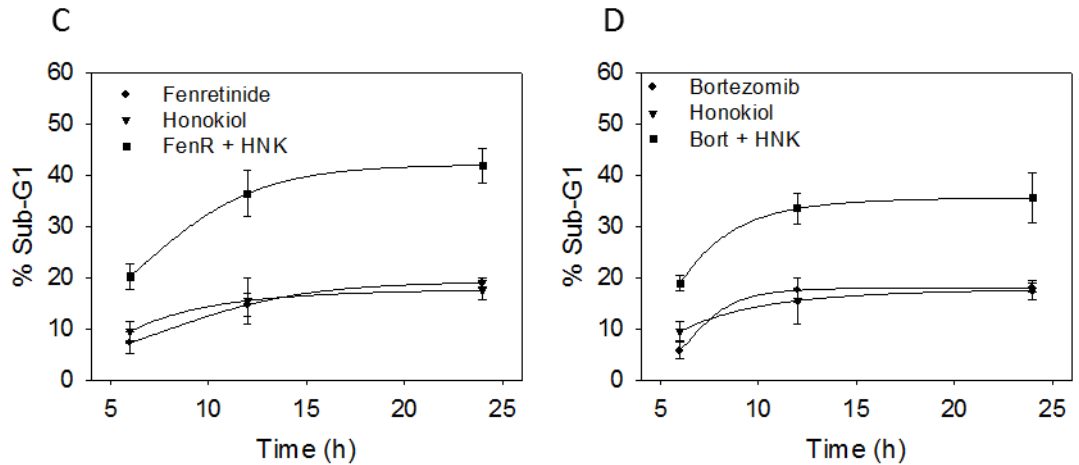 C
60
50
40
30
20
10
0
% Sub-G1
Fenretinide
Honokiol
FenR + HNK
5 10 15 20 25
Time (h)
D
60
50
40
30
20
10
0
% Sub-G1
Bortezomib
Honokiol
Bort + HNK
5 10 15 20 25
Time (h)